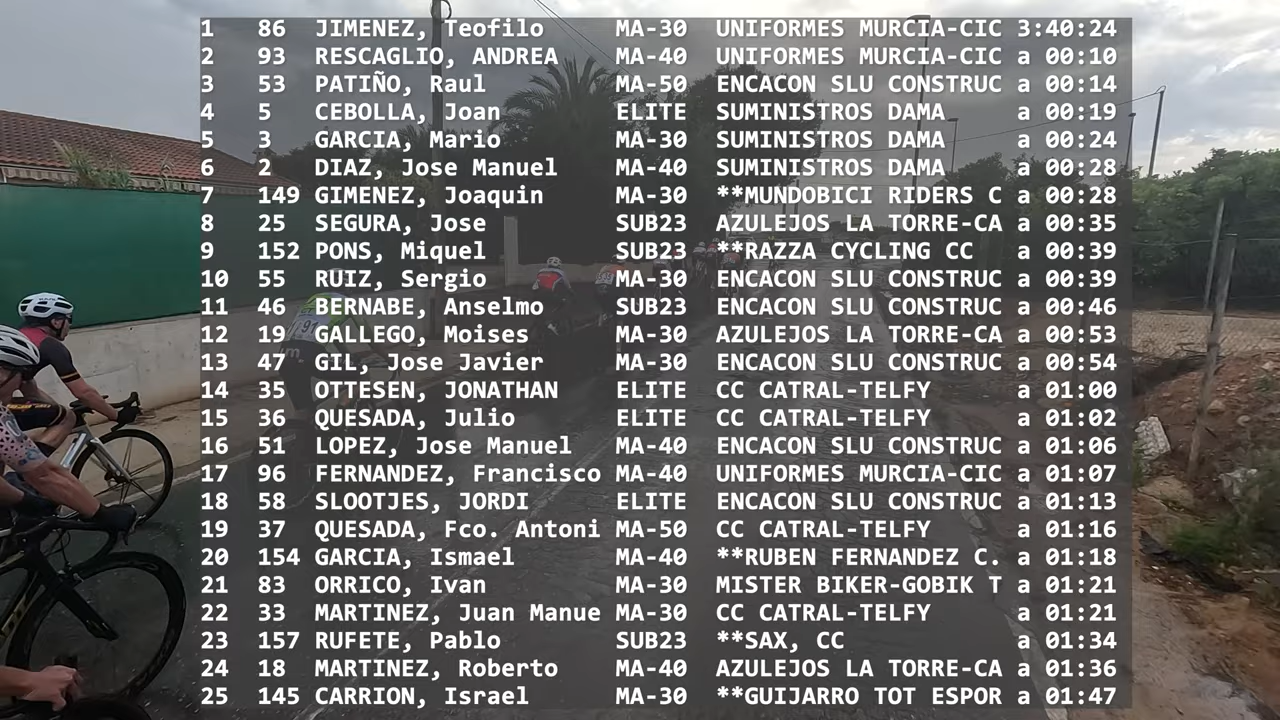 1 86 JIMENEZ, Teofilo MA-30 UNIFORMES MURCIA-CIC 3:40:24
2 93 RESCAGLIO, ANDREA MA-40 UNIFORMES MURCIA-CIC a 00:10
3 53 PATIÑO, Raul MA-50 ENCACON SLU CONSTRUC a 00:14
4 5 CEBOLLA, Joan ELITE SUMINISTROS DAMA a 00:19
5 3 GARCIA, Mario MA-30 SUMINISTROS DAMA a 00:24
6 2 DIAZ, Jose Manuel MA-40 SUMINISTROS DAMA a 00:28
7 149 GIMENEZ, Joaquin MA-30 **MUNDOBICI RIDERS C a 00:28
8 25 SEGURA, Jose SUB23 AZULEJOS LA TORRE-CA a 00:35
9 152 PONS, Miquel SUB23 **RAZZA CYCLING CC a 00:39
10 55 RUIZ, Sergio MA-30 ENCACON SLU CONSTRUC a 00:39
11 46 BERNABE, Anselmo SUB23 ENCACON SLU CONSTRUC a 00:46
12 19 GALLEGO, Moises MA-30 AZULEJOS LA TORRE-CA a 00:53
13 47 GIL, Jose Javier MA-30 ENCACON SLU CONSTRUC a 00:54
14 35 OTTESEN, JONATHAN ELITE CC CATRAL-TELFY a 01:00
15 36 QUESADA, Julio ELITE CC CATRAL-TELFY a 01:02
16 51 LOPEZ, Jose Manuel MA-40 ENCACON SLU CONSTRUC a 01:06
17 96 FERNANDEZ, Francisco MA-40 UNIFORMES MURCIA-CIC a 01:07
18 58 SLOOTJES, JORDI ELITE ENCACON SLU CONSTRUC a 01:13
19 37 QUESADA, Fco. Antoni MA-50 CC CATRAL-TELFY a 01:16
20 154 GARCIA, Ismael MA-40 **RUBEN FERNANDEZ C. a 01:18
21 83 ORRICO, Ivan MA-30 MISTER BIKER-GOBIK T a 01:21
22 33 MARTINEZ, Juan Manue MA-30 CC CATRAL-TELFY a 01:21
23 157 RUFETE, Pablo SUB23 **SAX, CC a 01:34
24 18 MARTINEZ, Roberto MA-40 AZULEJOS LA TORRE-CA a 01:36
25 145 CARRION, Israel MA-30 **GUIJARRO TOT ESPOR a 01:47
91